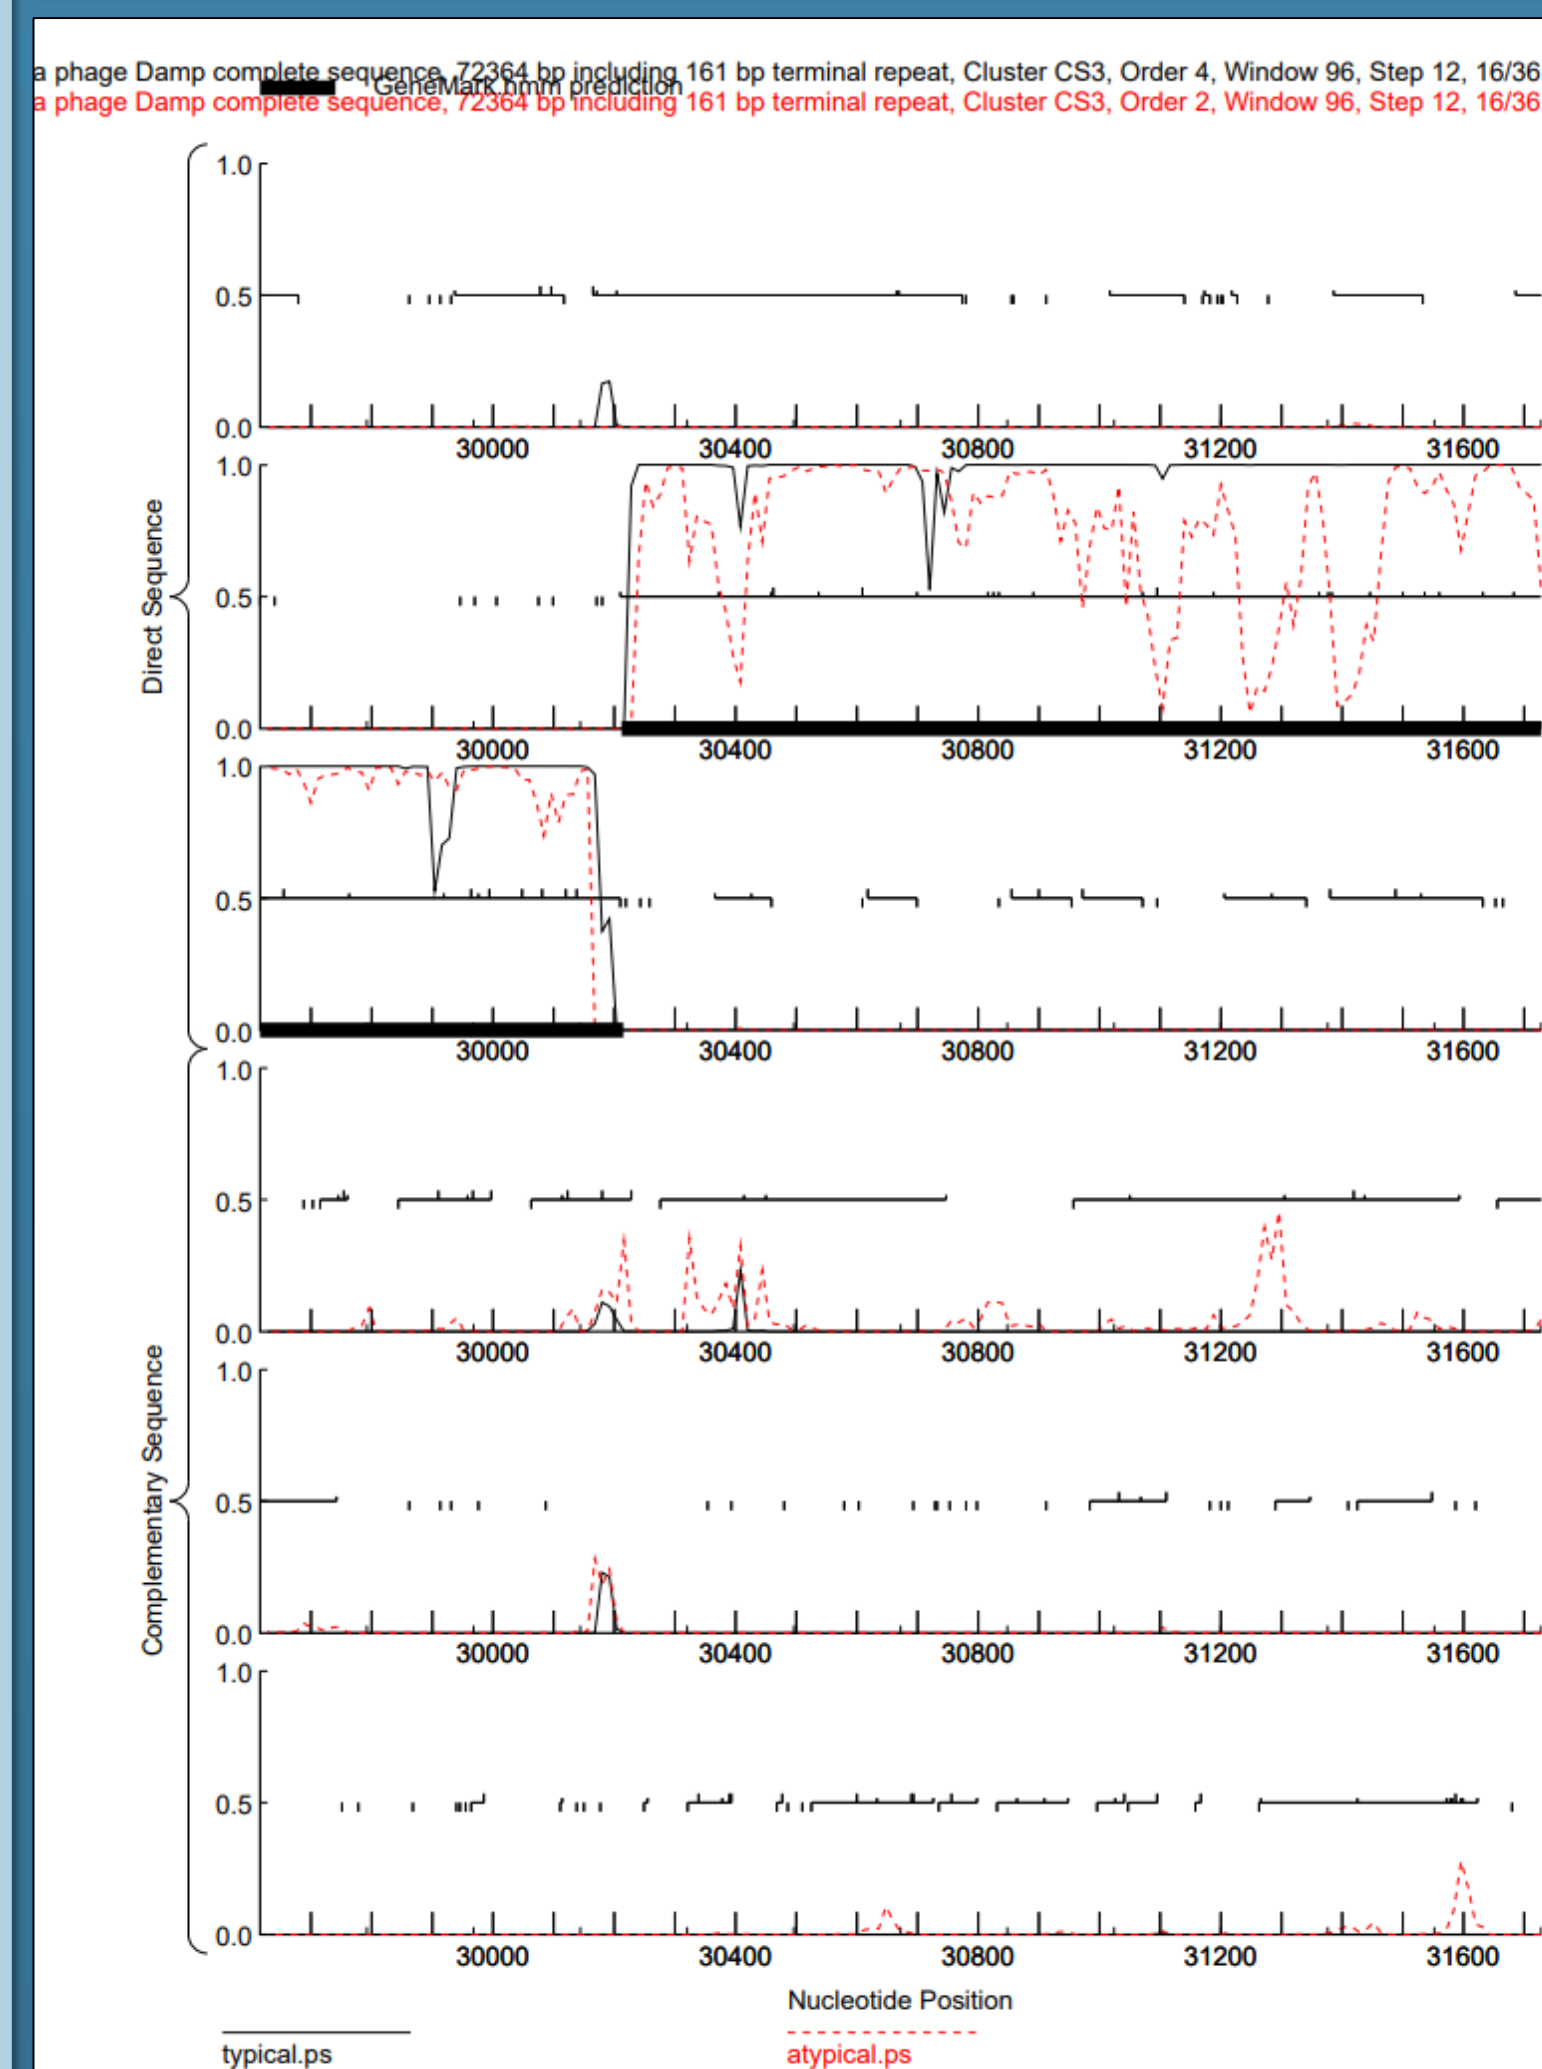 a phage Damp complete sequence, 72364 bp including 161 bp terminal repeat, Cluster CS3, Order 4, Window 96, Step 12, 16/36
GeneMark.hmm prediction
a phage Damp complete sequence, 72364 bp including 161 bp terminal repeat, Cluster CS3, Order 2, Window 96, Step 12, 16/36
1.0
0.5
0.0
30000 30400 30800 31200 31600
Direct Sequence
1.0
0.5
0.0
30000 30400 30800 31200 31600
1.0
0.5
0.0
30000 30400 30800 31200 31600
1.0
0.5
0.0
30000 30400 30800 31200 31600
Complementary Sequence
1.0
0.5
0.0
30000 30400 30800 31200 31600
1.0
0.5
0.0
30000 30400 30800 31200 31600
Nucleotide Position
typical.ps atypical.ps